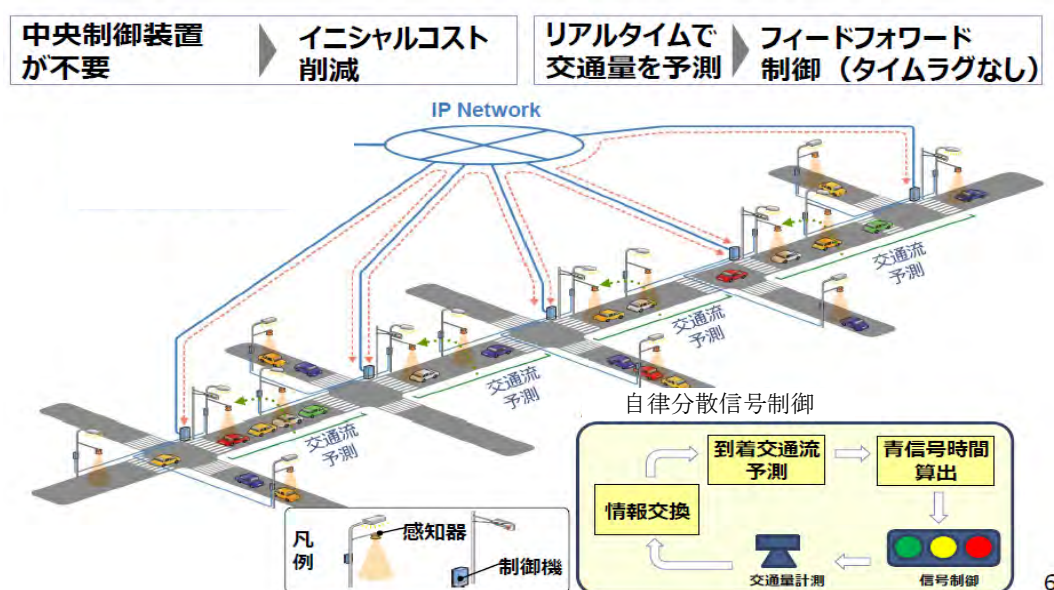 中央制御装置
が不要
イニシャルコスト
削減
リアルタイムで
交通量を予測
フィードフォワード
制御（タイムラグなし）
IP Network
交通流
予測
交通流
予測
交通流
予測
交通流
予測
自律分散信号制御
到着交通流
予測
青信号時間
算出
情報交換
交通量計測
信号制御
凡
例
感知器
制御機
6